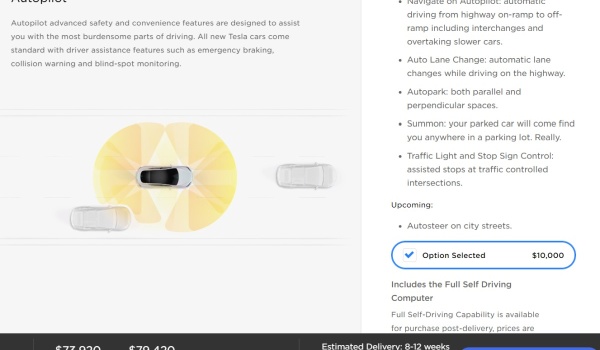 Autopilot
Autopilot advanced safety and convenience features are designed to assist
you with the most burdensome parts of driving. All new Tesla cars come
standard with driver assistance features such as emergency braking,
collision warning and blind-spot monitoring.
• Navigate on Autopilot: automatic
driving from highway on-ramp to off-
ramp including interchanges and
overtaking slower cars.
• Auto Lane Change: automatic lane
changes while driving on the highway.
• Autopark: both parallel and
perpendicular spaces.
• Summon: your parked car will come find
you anywhere in a parking lot. Really.
• Traffic Light and Stop Sign Control:
assisted stops at traffic controlled
intersections.
Upcoming:
• Autosteer on city streets.
Option Selected $10,000
Includes the Full Self Driving
Computer
Full Self-Driving Capability is available
for purchase post-delivery, prices are
$73,920 $79,420
Estimated Delivery: 8-12 weeks